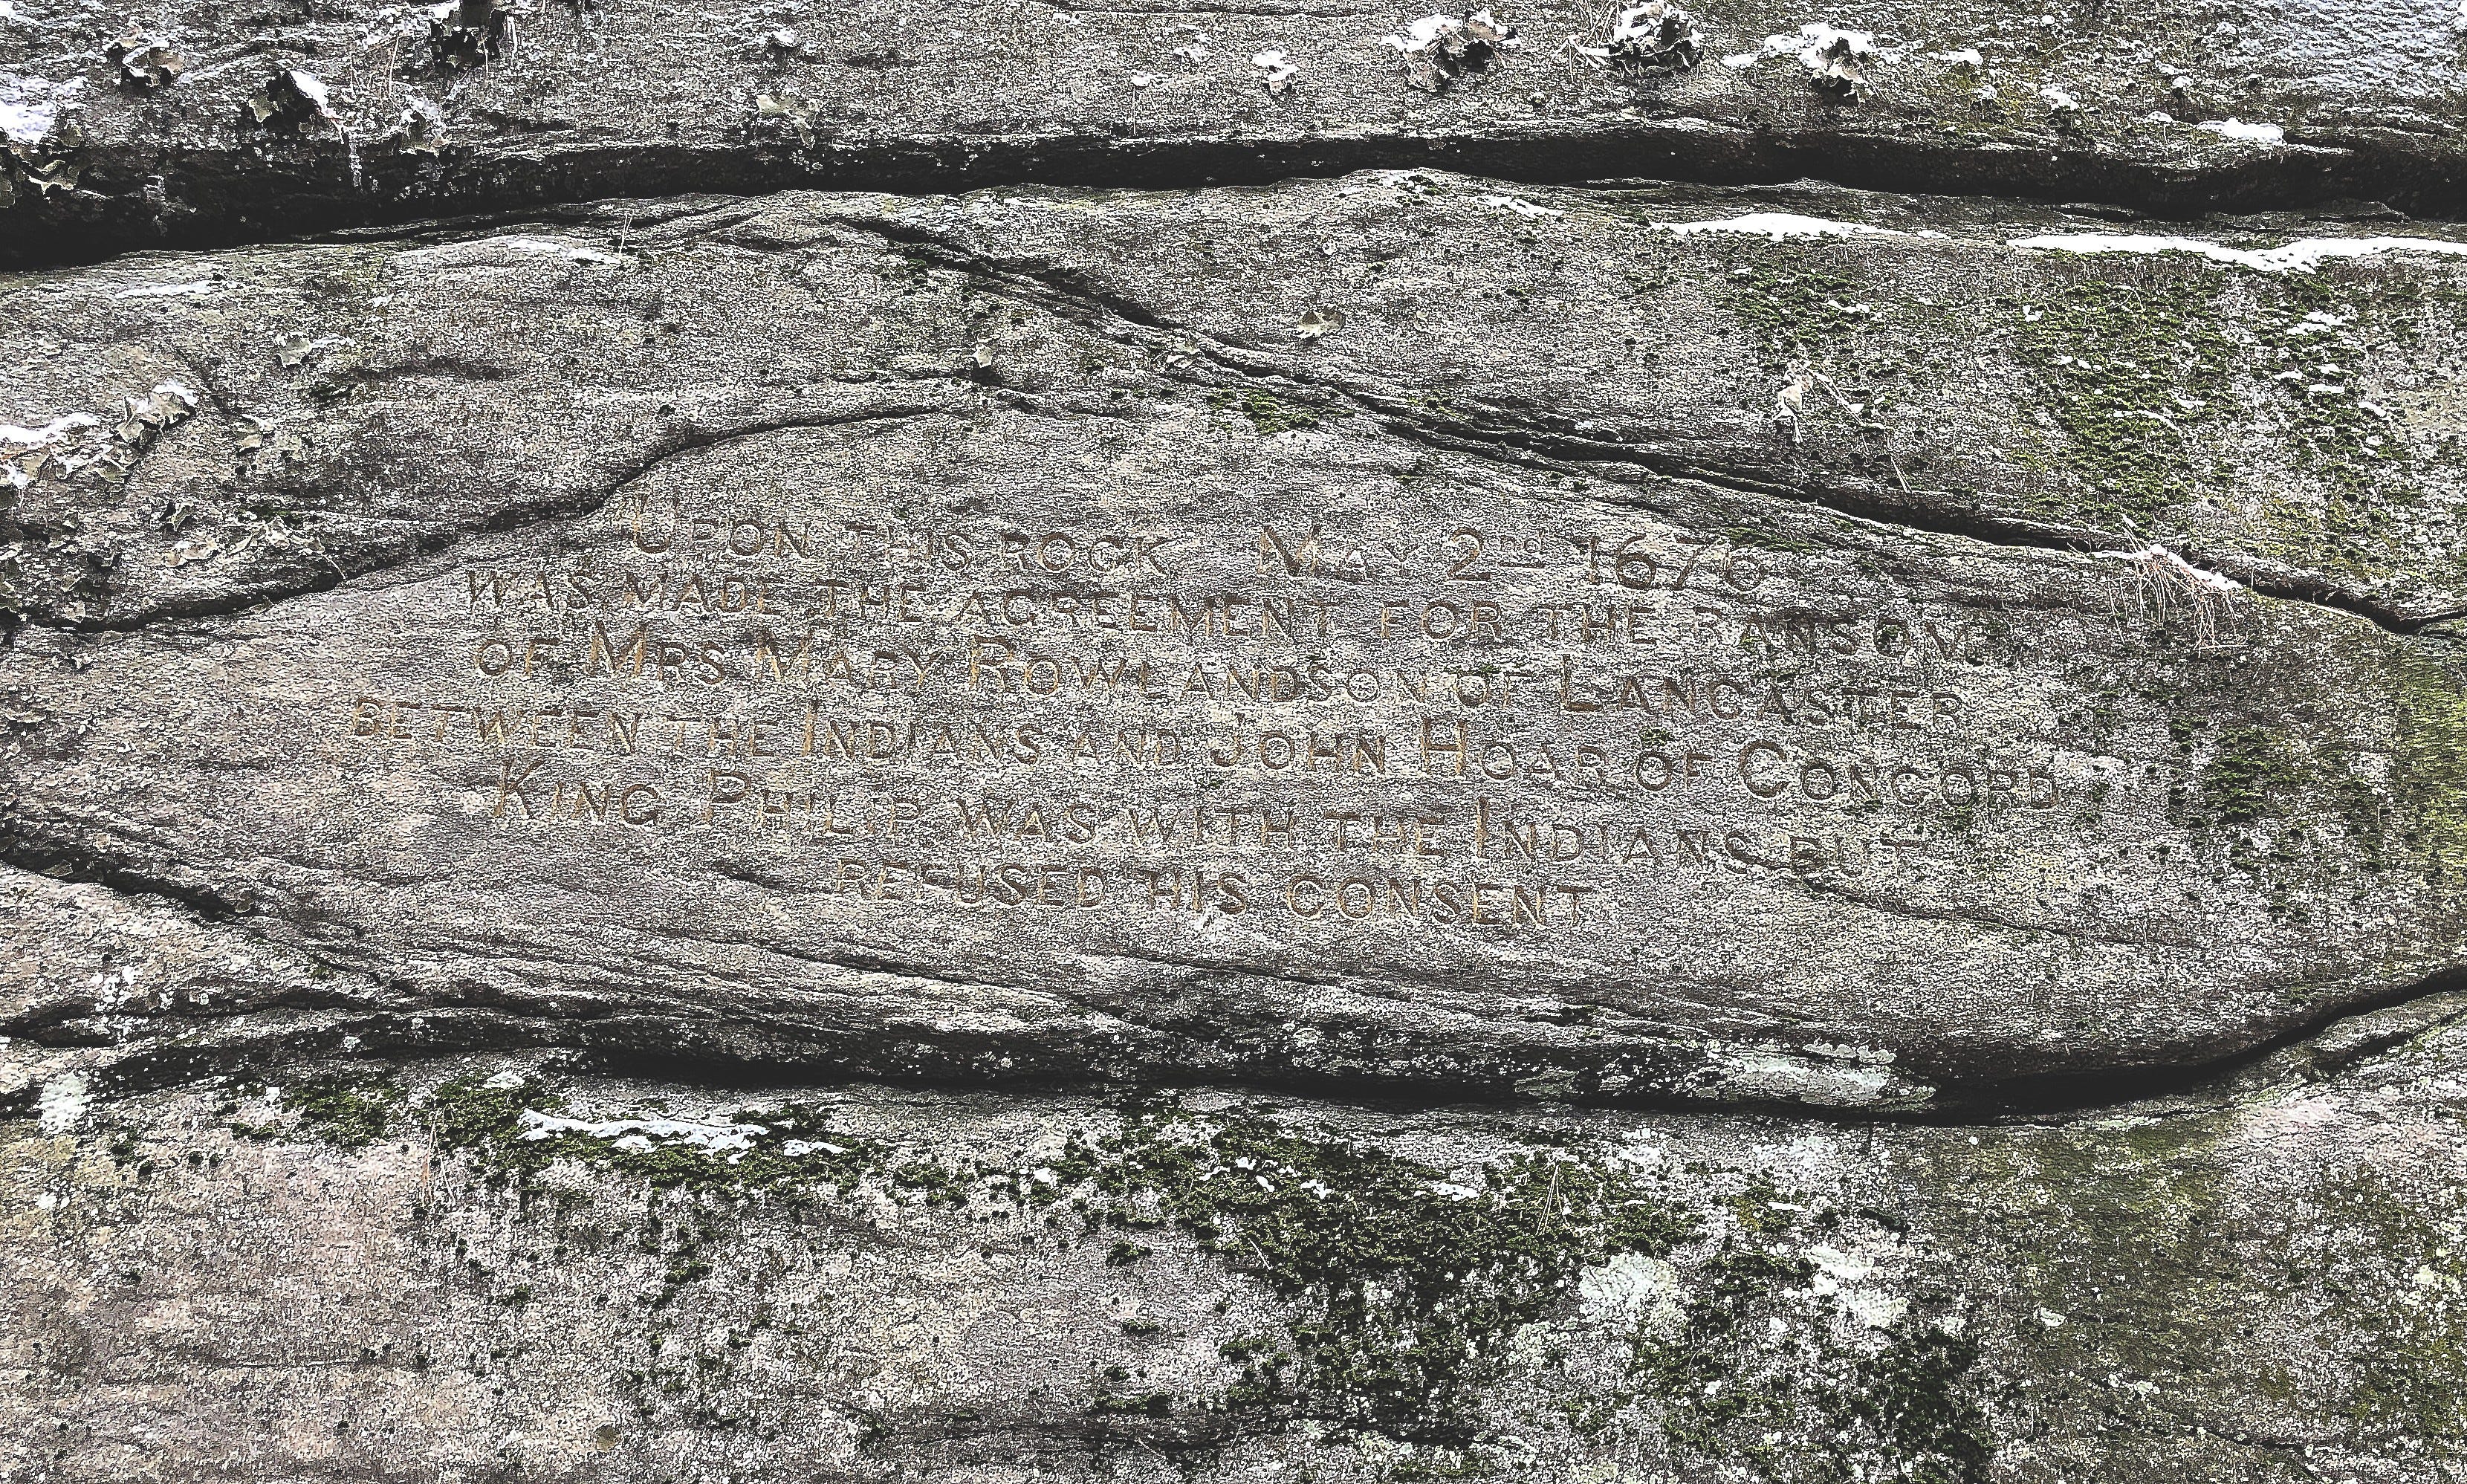 Upon this rock May 2nd 1676
was made the agreement for the ransom
of Mrs Mary Rowlandson of Lancaster
between the Indians and John Hoar of Concord
King Philip was with the Indians but
refused his consent